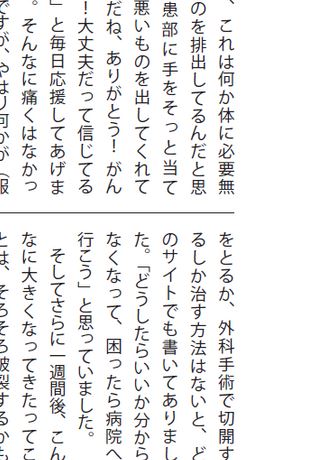 、これは何か体に必要無
のを排出してるんだと思
患部に手をそっと当て
悪いものを出してくれて
だね、ありがとう！ がん
！大丈夫だって信じてる
」と毎日応援してあげま
。そんなに痛くはなかっ
ですが、やはり何かが（服
をとるか、外科手術で切開す
るしか治す方法はないと、ど
のサイトでも書いてありまし
た。「どうしたらいいか分から
なくなって、困ったら病院へ
行こう」と思っていました。
そしてさらに一週間後、こん
なに大きくなってきたってこ
とは、そろそろ破裂するかも